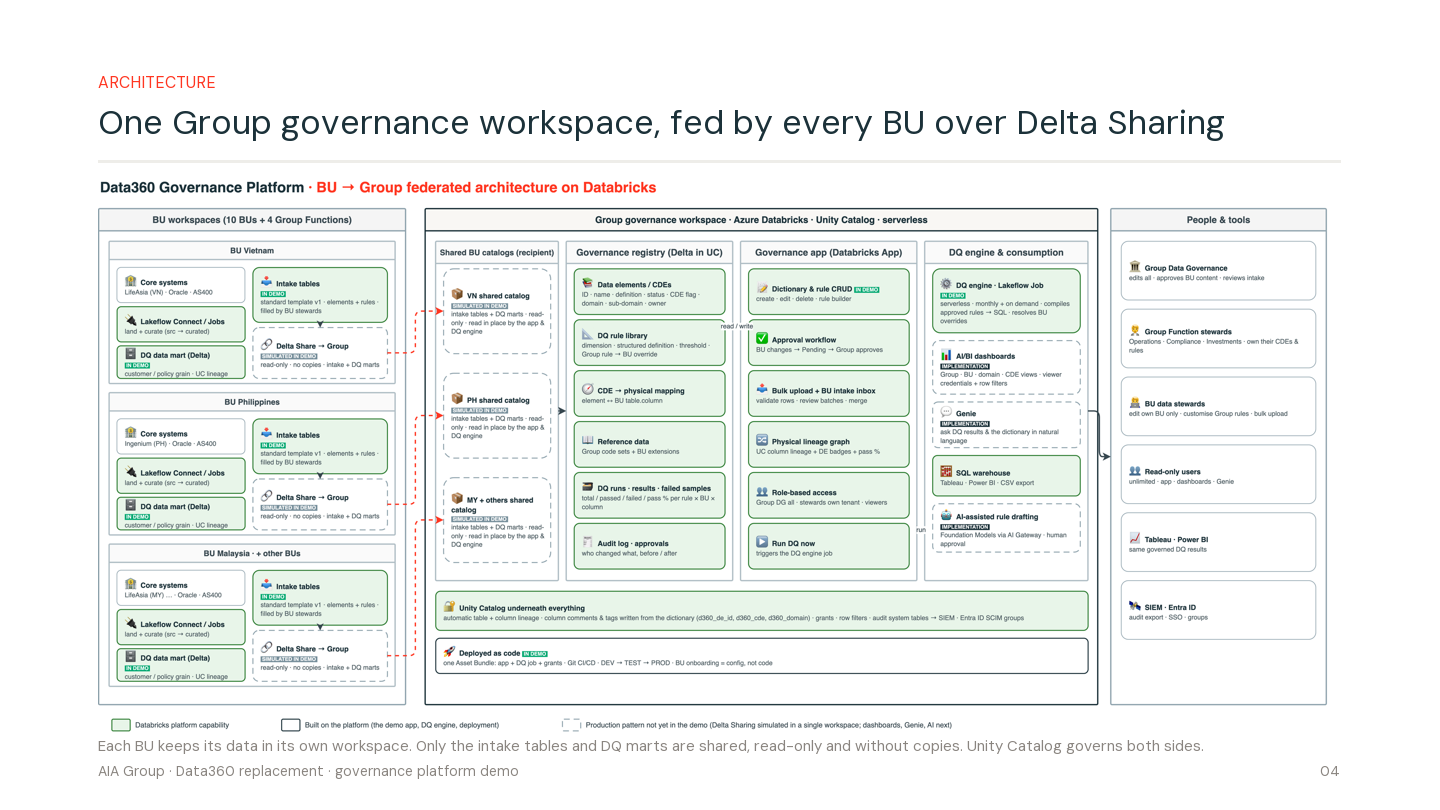 ARCHITECTURE
One Group governance workspace, fed by every BU over Delta Sharing
Data360 Governance Platform · BU → Group federated architecture on Databricks
BU workspaces (10 BUs + 4 Group Functions)
BU Vietnam
Core systems
LifeAsia (VN) · Oracle · AS400
Lakeflow Connect / Jobs
land + curate (src → curated)
DQ data mart (Delta)
IN DEMO
customer / policy grain · UC lineage
Intake tables
IN DEMO
standard template v1 · elements + rules ·
filled by BU stewards
Delta Share → Group
SIMULATED IN DEMO
read-only · no copies · intake + DQ marts
BU Philippines
Core systems
Ingenium (PH) · Oracle · AS400
Lakeflow Connect / Jobs
land + curate (src → curated)
DQ data mart (Delta)
IN DEMO
customer / policy grain · UC lineage
Intake tables
IN DEMO
standard template v1 · elements + rules ·
filled by BU stewards
Delta Share → Group
SIMULATED IN DEMO
read-only · no copies · intake + DQ marts
BU Malaysia · + other BUs
Core systems
LifeAsia (MY) ... · Oracle · AS400
Lakeflow Connect / Jobs
land + curate (src → curated)
DQ data mart (Delta)
IN DEMO
customer / policy grain · UC lineage
Intake tables
IN DEMO
standard template v1 · elements + rules ·
filled by BU stewards
Delta Share → Group
SIMULATED IN DEMO
read-only · no copies · intake + DQ marts
Group governance workspace · Azure Databricks · Unity Catalog · serverless
Shared BU catalogs (recipient)
VN shared catalog
SIMULATED IN DEMO
intake tables + DQ marts · read-
only · read in place by the app &
DQ engine
PH shared catalog
SIMULATED IN DEMO
intake tables + DQ marts · read-
only · read in place by the app &
DQ engine
MY + others shared
catalog
SIMULATED IN DEMO
intake tables + DQ marts · read-
only · read in place by the app &
DQ engine
Governance registry (Delta in UC)
Data elements / CDEs
ID · name · definition · status · CDE flag ·
domain · sub-domain · owner
DQ rule library
dimension · structured definition · threshold ·
Group rule → BU override
CDE → physical mapping
element ↔ BU table.column
Reference data
Group code sets + BU extensions
DQ runs · results · failed samples
total / passed / failed / pass % per rule × BU ×
column
Audit log · approvals
who changed what, before / after
read / write
Governance app (Databricks App)
Dictionary & rule CRUD IN DEMO
create · edit · delete · rule builder
Approval workflow
BU changes → Pending → Group approves
Bulk upload + BU intake inbox
validate rows · review batches · merge
Physical lineage graph
UC column lineage + DE badges + pass %
Role-based access
Group DG all · stewards own tenant · viewers
Run DQ now
triggers the DQ engine job
run
DQ engine & consumption
DQ engine · Lakeflow Job
IN DEMO
serverless · monthly + on demand · compiles
approved rules → SQL · resolves BU
overrides
AI/BI dashboards
IMPLEMENTATION
Group · BU · domain · CDE views · viewer
credentials + row filters
Genie
IMPLEMENTATION
ask DQ results & the dictionary in natural
language
SQL warehouse
Tableau · Power BI · CSV export
AI-assisted rule drafting
IMPLEMENTATION
Foundation Models via AI Gateway · human
approval
Unity Catalog underneath everything
automatic table + column lineage · column comments & tags written from the dictionary (d360_de_id, d360_cde, d360_domain) · grants · row filters · audit system tables → SIEM · Entra ID SCIM groups
Deployed as code IN DEMO
one Asset Bundle: app + DQ job + grants · Git CI/CD · DEV → TEST → PROD · BU onboarding = config, not code
People & tools
Group Data Governance
edits all · approves BU content · reviews intake
Group Function stewards
Operations · Compliance · Investments · own their CDEs &
rules
BU data stewards
edit own BU only · customise Group rules · bulk upload
Read-only users
unlimited · app · dashboards · Genie
Tableau · Power BI
same governed DQ results
SIEM · Entra ID
audit export · SSO · groups
Databricks platform capability
Built on the platform (the demo app, DQ engine, deployment)
Production pattern not yet in the demo (Delta Sharing simulated in a single workspace; dashboards, Genie, AI next)
Each BU keeps its data in its own workspace. Only the intake tables and DQ marts are shared, read-only and without copies. Unity Catalog governs both sides.
AIA Group · Data360 replacement · governance platform demo
04